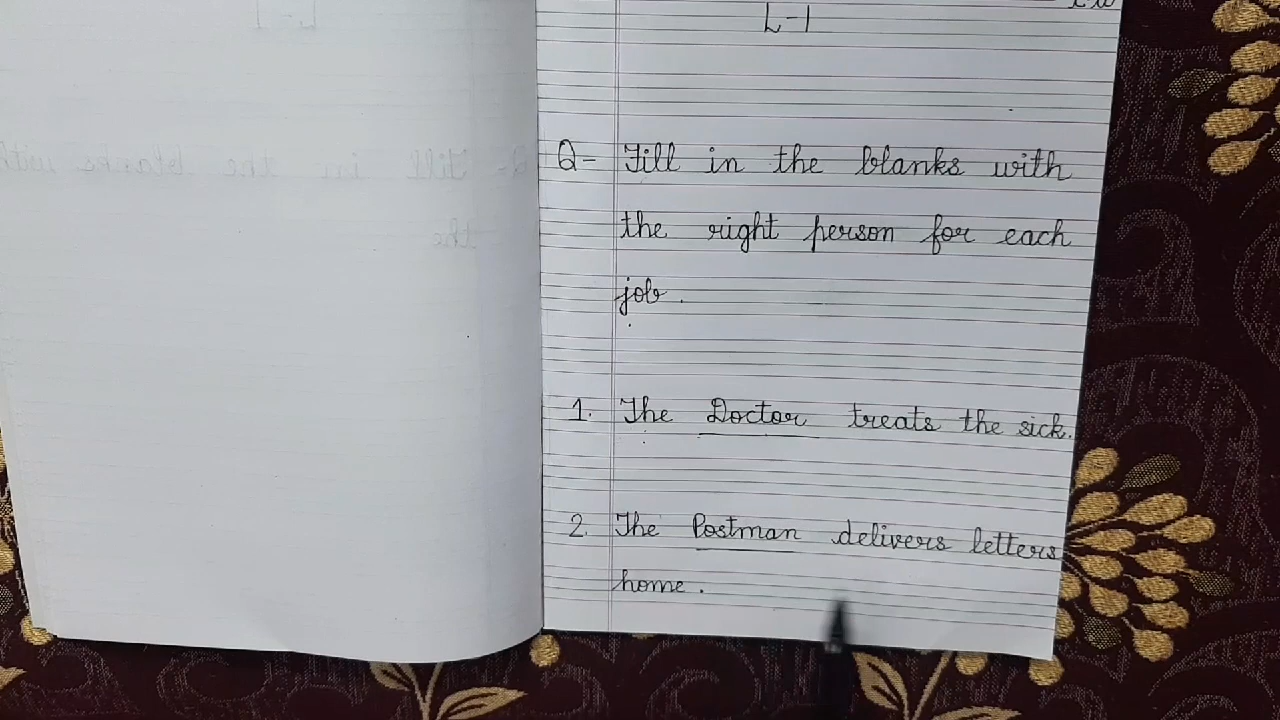 L-1
Q- Fill in the blanks with
the right person for each
job.
1. The Doctor treats the sick.
2. The Postman delivers letters
home.